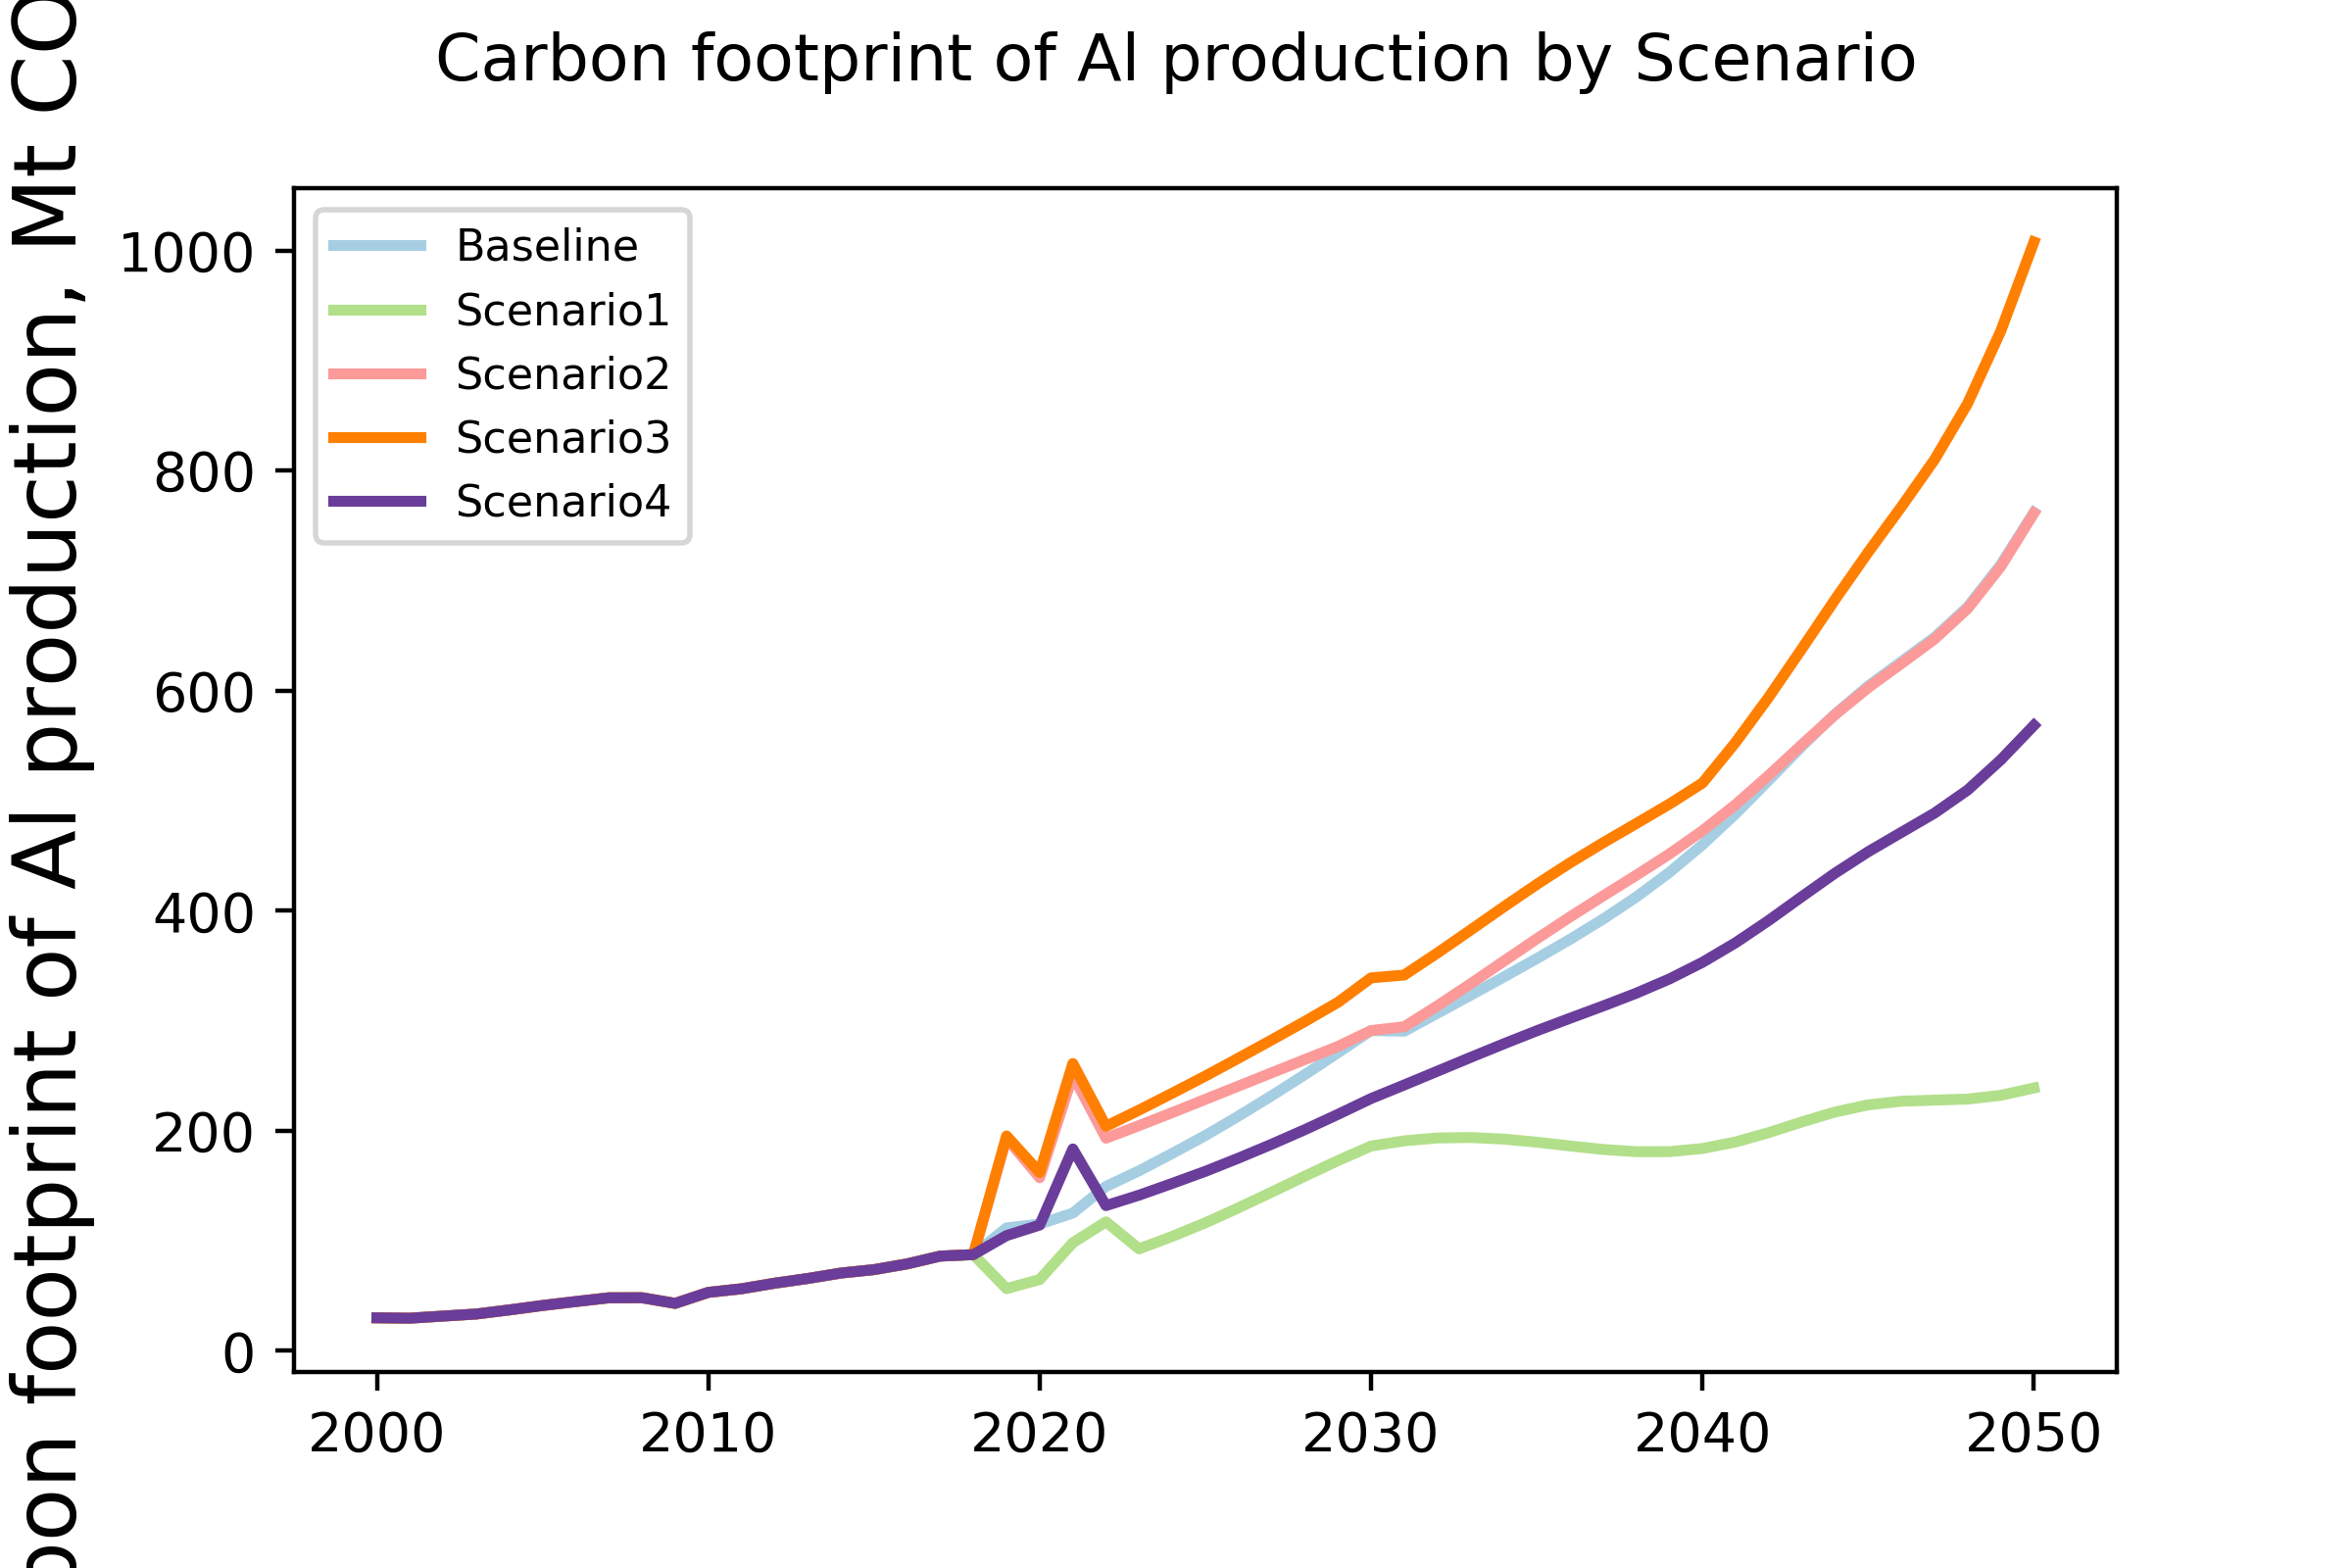 Carbon footprint of Al production by Scenario
footprint of Al production, Mt CO
1000
800
600
400
200
0
Baseline
Scenario1
Scenario2
Scenario3
Scenario4
2000
2010
2020
2030
2040
2050